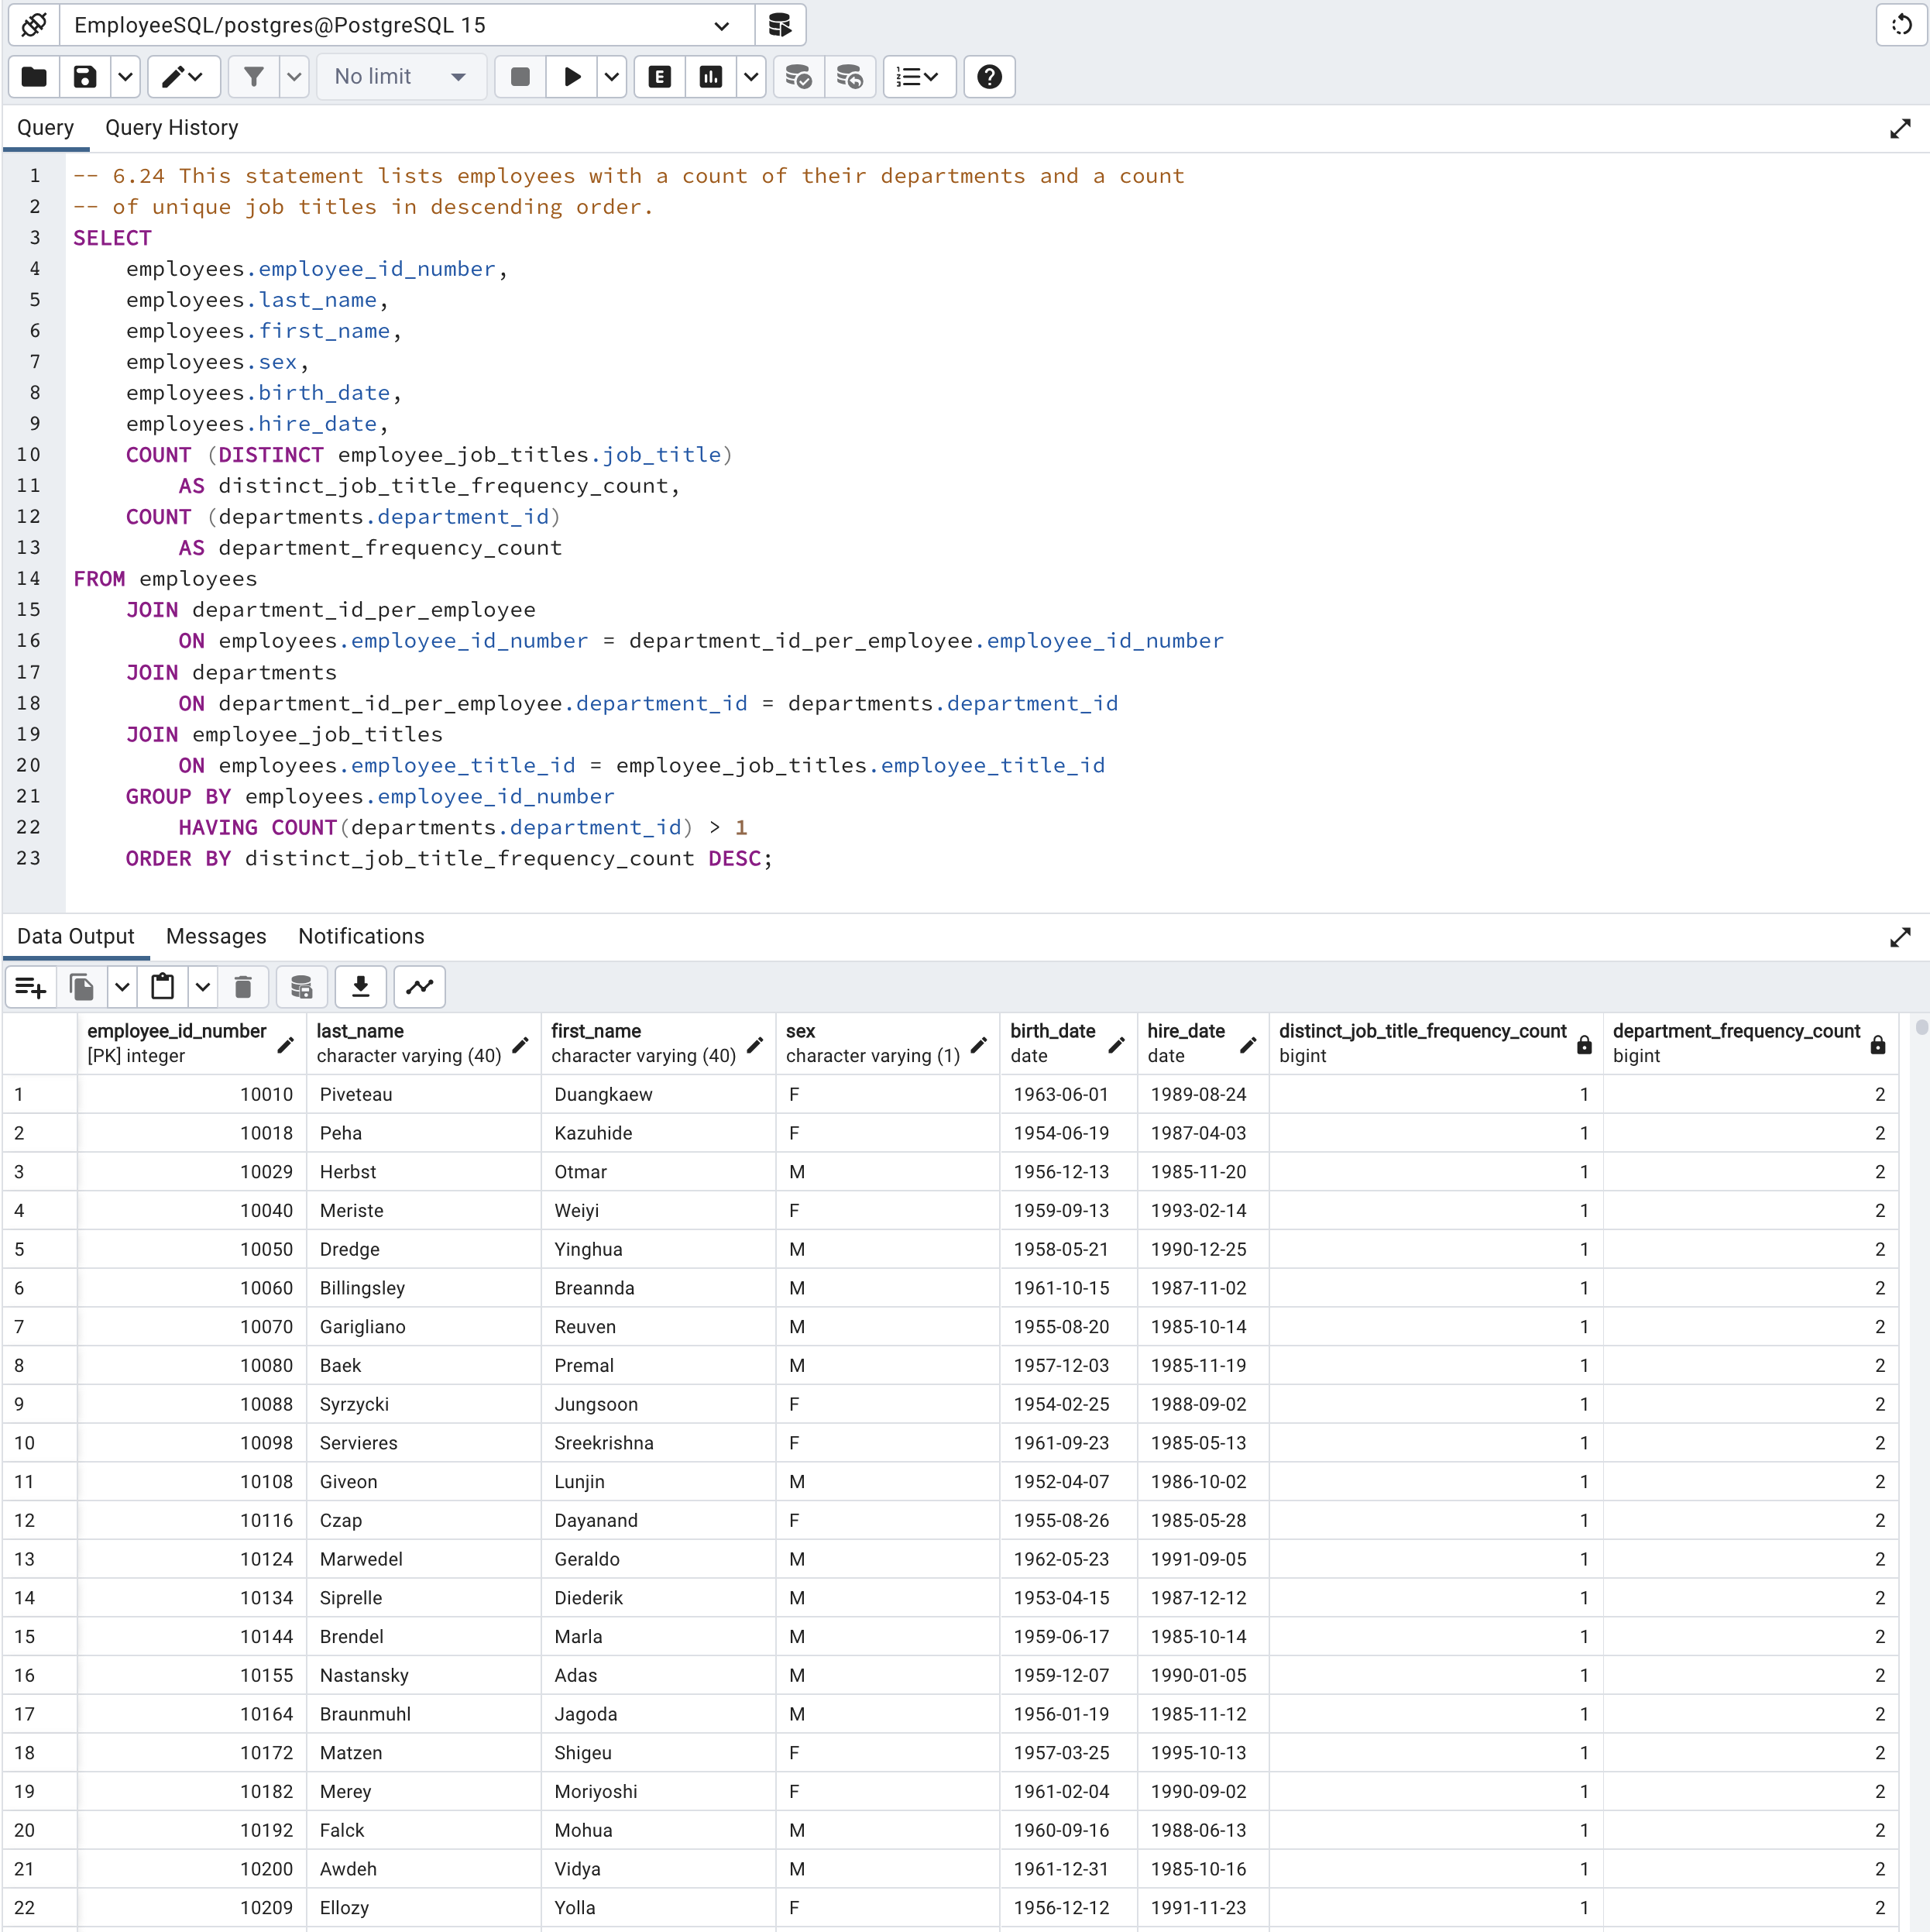 EmployeeSQL/postgres@PostgreSQL 15
No limit
E
Query Query History
1 -- 6.24 This statement lists employees with a count of their departments and a count
2 -- of unique job titles in descending order.
3 SELECT
4 employees.employee_id_number,
5 employees.last_name,
6 employees.first_name,
7 employees.sex,
8 employees.birth_date,
9 employees.hire_date,
10 COUNT (DISTINCT employee_job_titles.job_title)
11 AS distinct_job_title_frequency_count,
12 COUNT (departments.department_id)
13 AS department_frequency_count
14 FROM employees
15 JOIN department_id_per_employee
16 ON employees.employee_id_number = department_id_per_employee.employee_id_number
17 JOIN departments
18 ON department_id_per_employee.department_id = departments.department_id
19 JOIN employee_job_titles
20 ON employees.employee_title_id = employee_job_titles.employee_title_id
21 GROUP BY employees.employee_id_number
22 HAVING COUNT(departments.department_id) > 1
23 ORDER BY distinct_job_title_frequency_count DESC;
Data Output Messages Notifications
employee_id_number last_name first_name sex birth_date hire_date distinct_job_title_frequency_count department_frequency_count
[PK] integer character varying (40) character varying (40) character varying (1) date date bigint bigint
1 10010 Piveteau Duangkaew F 1963-06-01 1989-08-24 1 2
2 10018 Peha Kazuhide F 1954-06-19 1987-04-03 1 2
3 10029 Herbst Otmar M 1956-12-13 1985-11-20 1 2
4 10040 Meriste Weiyi F 1959-09-13 1993-02-14 1 2
5 10050 Dredge Yinghua M 1958-05-21 1990-12-25 1 2
6 10060 Billingsley Breannda M 1961-10-15 1987-11-02 1 2
7 10070 Garigliano Reuven M 1955-08-20 1985-10-14 1 2
8 10080 Baek Premal M 1957-12-03 1985-11-19 1 2
9 10088 Syrzycki Jungsoon F 1954-02-25 1988-09-02 1 2
10 10098 Servieres Sreekrishna F 1961-09-23 1985-05-13 1 2
11 10108 Giveon Lunjin M 1952-04-07 1986-10-02 1 2
12 10116 Czap Dayanand F 1955-08-26 1985-05-28 1 2
13 10124 Marwedel Geraldo M 1962-05-23 1991-09-05 1 2
14 10134 Siprelle Diederik M 1953-04-15 1987-12-12 1 2
15 10144 Brendel Marla M 1959-06-17 1985-10-14 1 2
16 10155 Nastansky Adas M 1959-12-07 1990-01-05 1 2
17 10164 Braunmuhl Jagoda M 1956-01-19 1985-11-12 1 2
18 10172 Matzen Shigeu F 1957-03-25 1995-10-13 1 2
19 10182 Merey Moriyoshi F 1961-02-04 1990-09-02 1 2
20 10192 Falck Mohua M 1960-09-16 1988-06-13 1 2
21 10200 Awdeh Vidya M 1961-12-31 1985-10-16 1 2
22 10209 Ellozy Yolla F 1956-12-12 1991-11-23 1 2